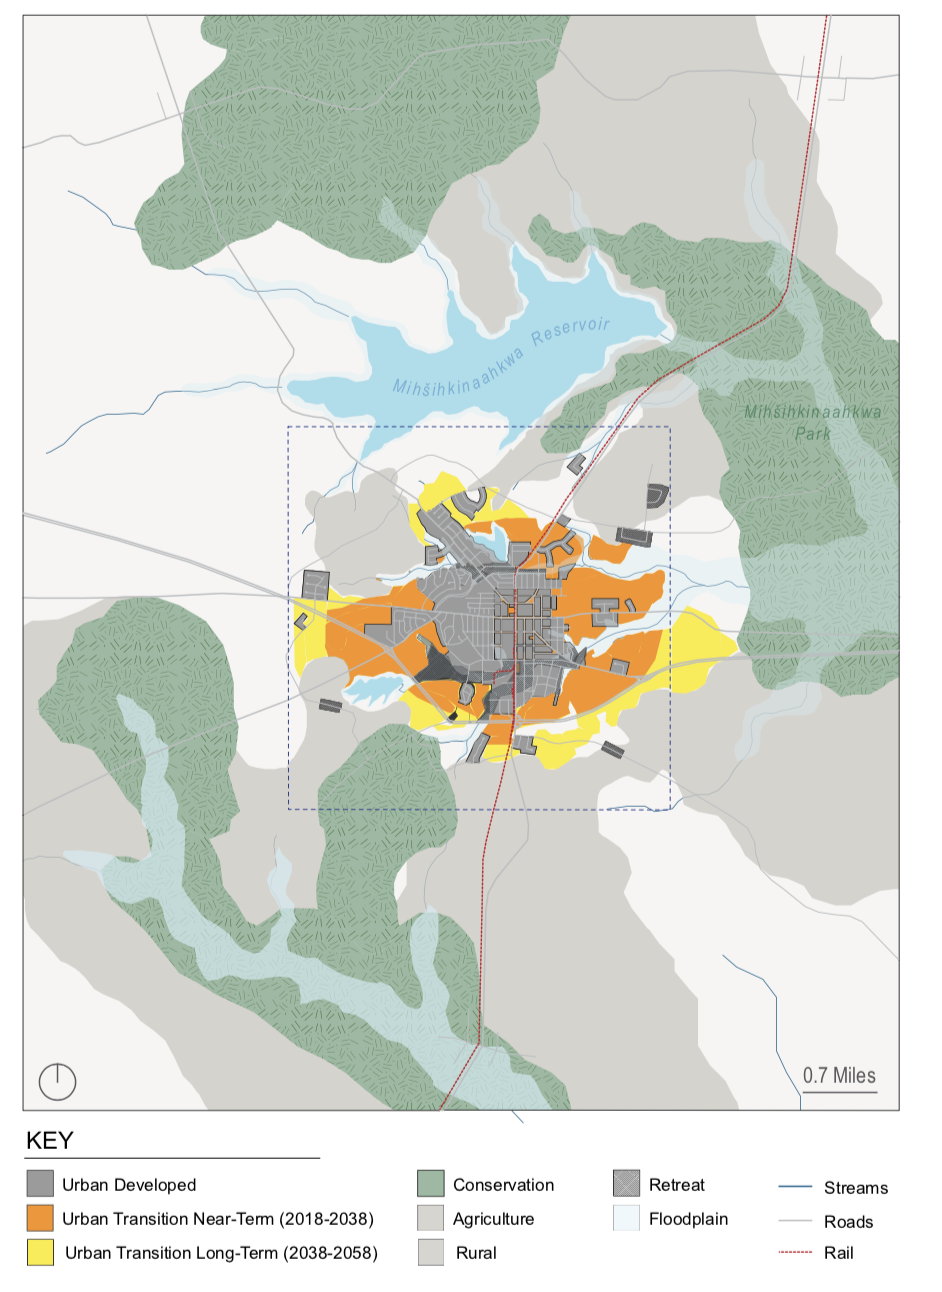 Mihšihkinaahkwa Reservoir
Mihšihkinaahkwa
Park
0.7 Miles
KEY
Urban Developed
Urban Transition Near-Term (2018-2038)
Urban Transition Long-Term (2038-2058)
Conservation
Agriculture
Rural
Retreat
Floodplain
Streams
Roads
Rail